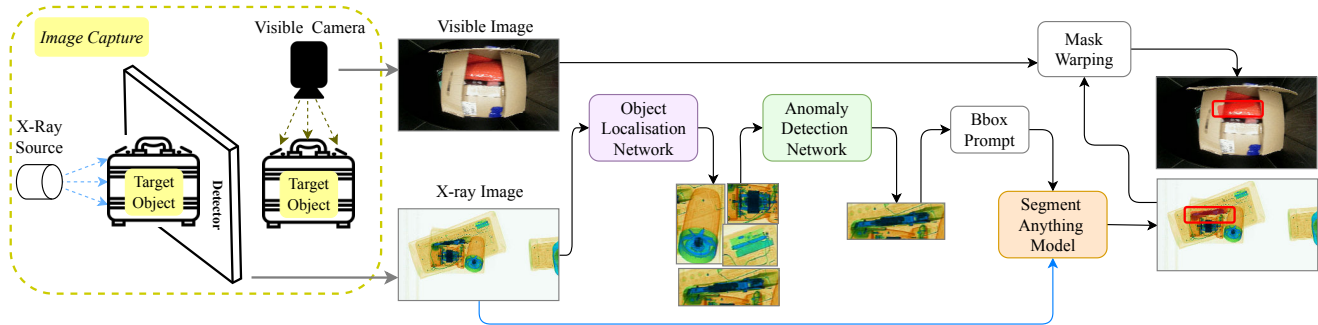 Image Capture
Visible Camera
X-Ray
Source
Target
Object
Detector
Target
Object
Visible Image
X-ray Image
Object
Localisation
Network
Anomaly
Detection
Network
Bbox
Prompt
Segment
Anything
Model
Mask
Warping